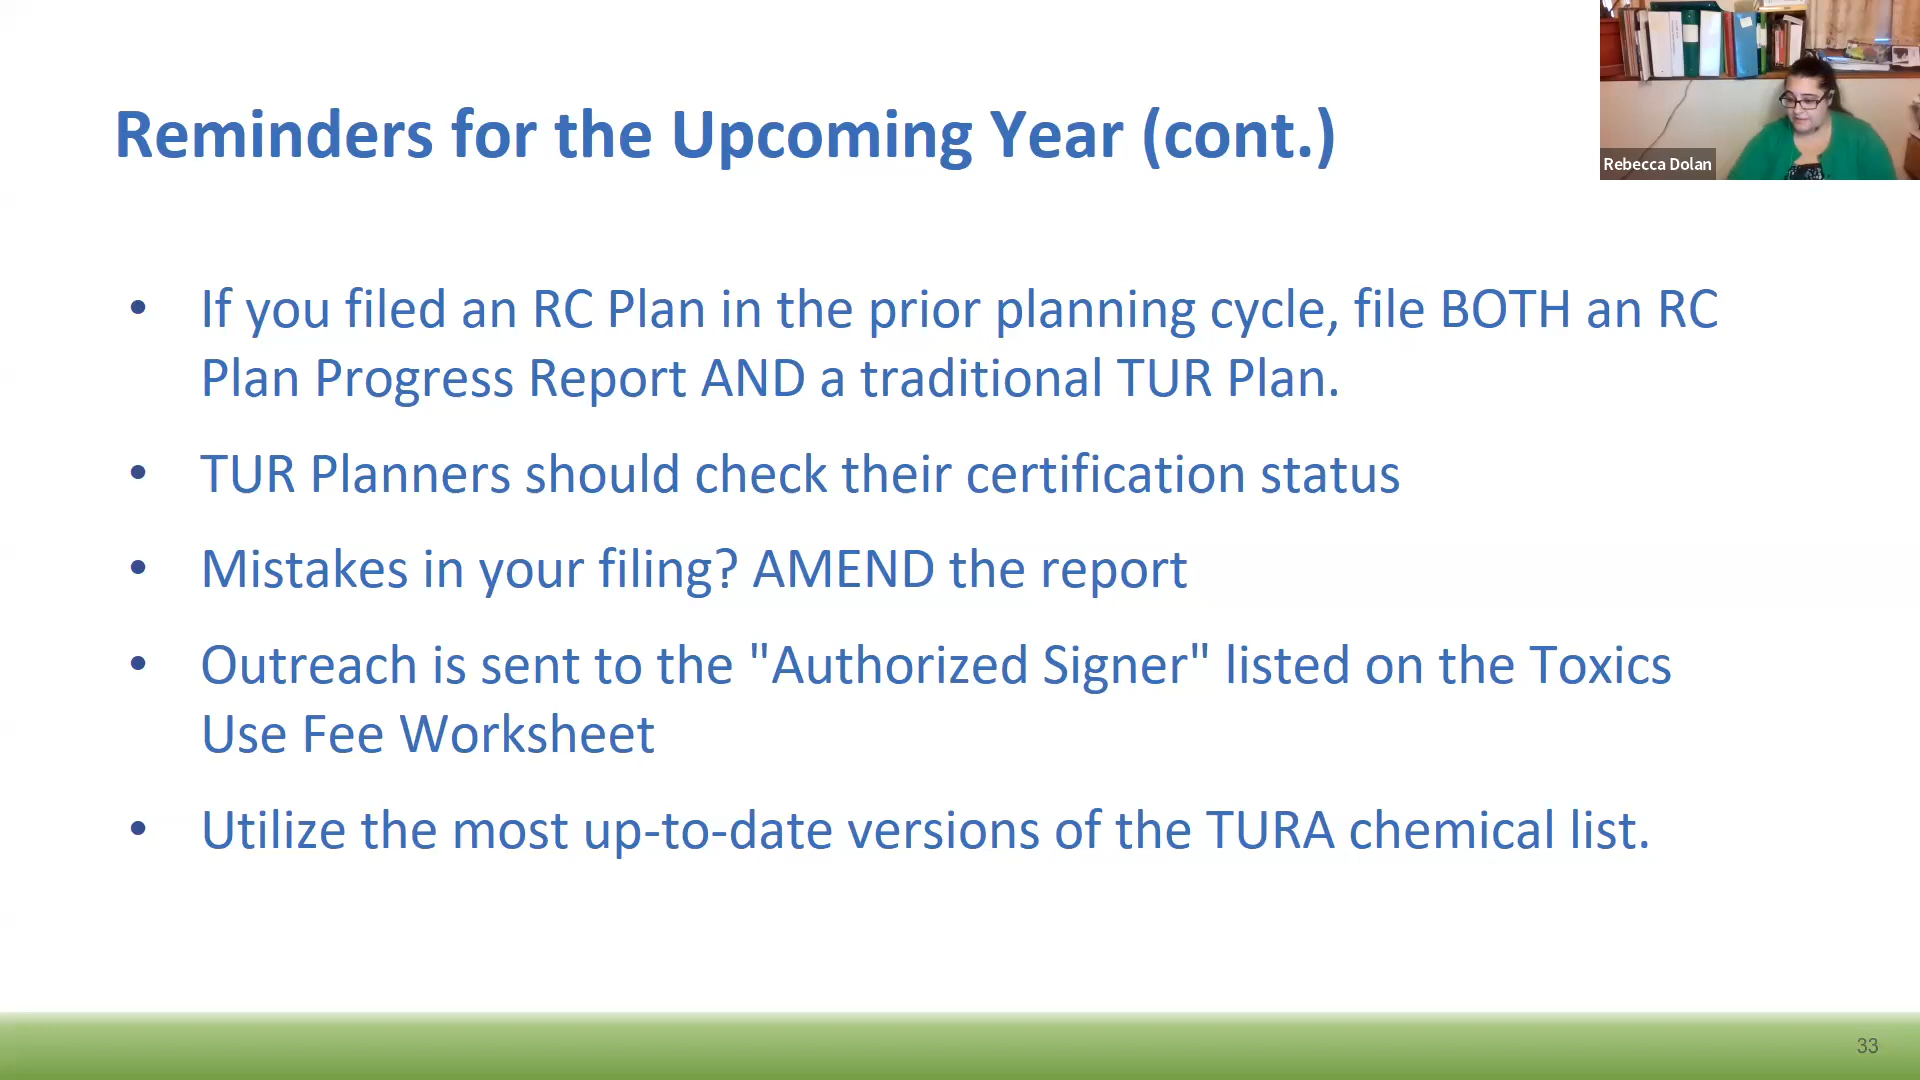 Reminders for the Upcoming Year (cont.)
Rebecca Dolan
• If you filed an RC Plan in the prior planning cycle, file BOTH an RC
Plan Progress Report AND a traditional TUR Plan.
• TUR Planners should check their certification status
• Mistakes in your filing? AMEND the report
• Outreach is sent to the "Authorized Signer" listed on the Toxics
Use Fee Worksheet
• Utilize the most up-to-date versions of the TURA chemical list.
33